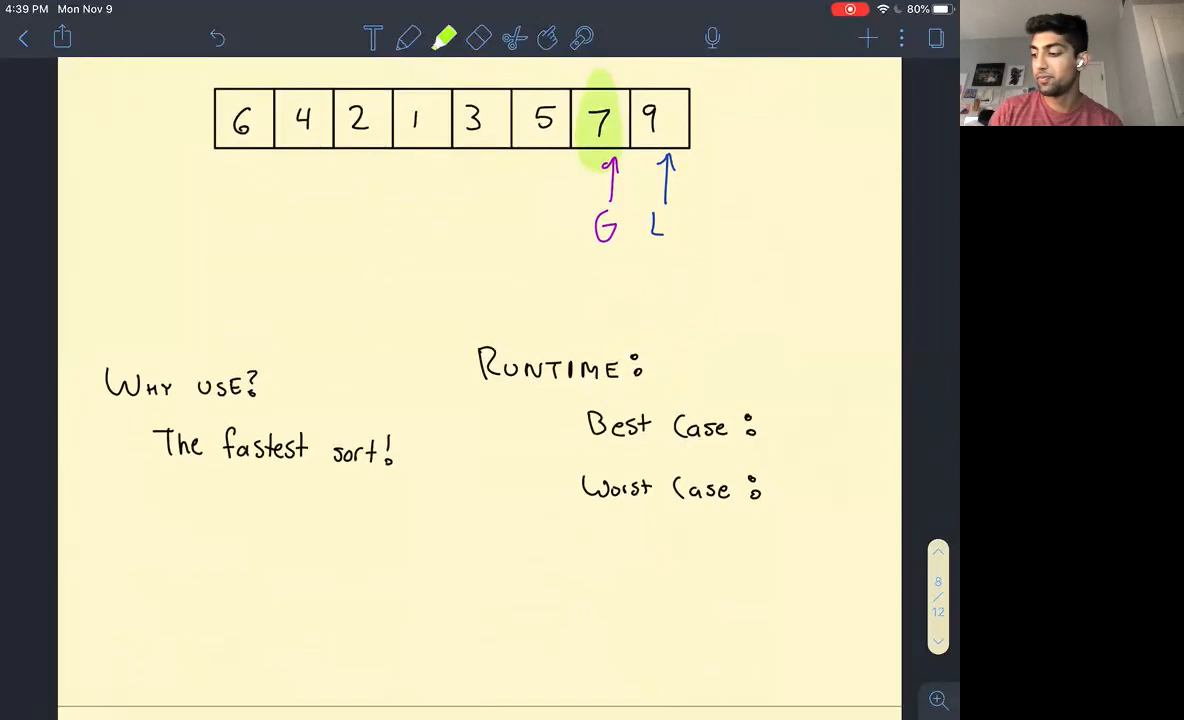 4:39 PM Mon Nov 9
80%
T
6 4 2 1 3 5 7 9
G L
WHY USE?
The fastest sort!
RUNTIME:
Best Case:
Worst Case:
8
/
12